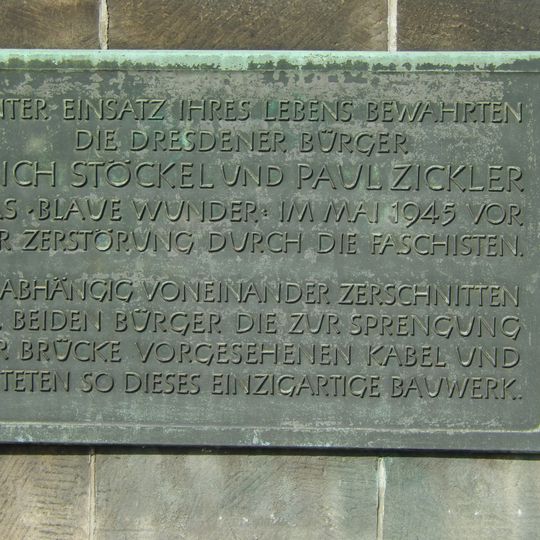 NTER EINSATZ IHRES LEBENS BEWAHRTEN
DIE DRESDENER BÜRGER
ICH STÖCKEL UND PAUL ZICKLER
S „BLAUE WUNDER“ IM MAI 1945 VOR
R ZERSTÖRUNG DURCH DIE FASCHISTEN.
ABHÄNGIG VONEINANDER ZERSCHNITTEN
BEIDEN BÜRGER DIE ZUR SPRENGUNG
R BRÜCKE VORGESEHENEN KABEL UND
TETEN SO DIESES EINZIGARTIGE BAUWERK.